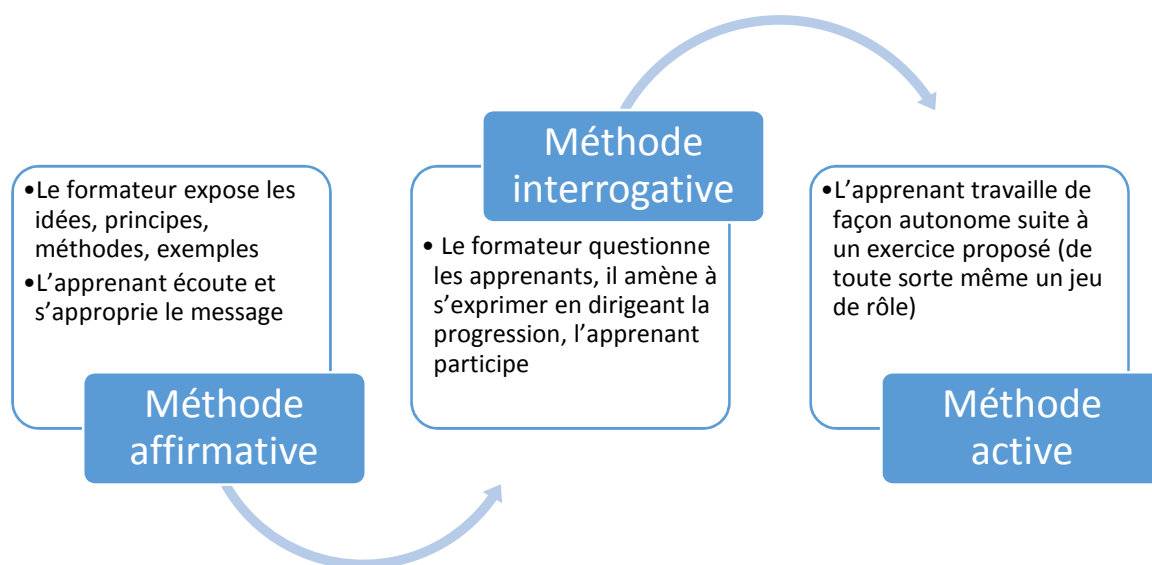 •Le formateur expose les
idées, principes,
méthodes, exemples
•L’apprenant écoute et
s’approprie le message
Méthode
affirmative
Méthode
interrogative
• Le formateur questionne
les apprenants, il amène à
s’exprimer en dirigeant la
progression, l’apprenant
participe
•L’apprenant travaille de
façon autonome suite à
un exercice proposé (de
toute sorte même un jeu
de rôle)
Méthode
active